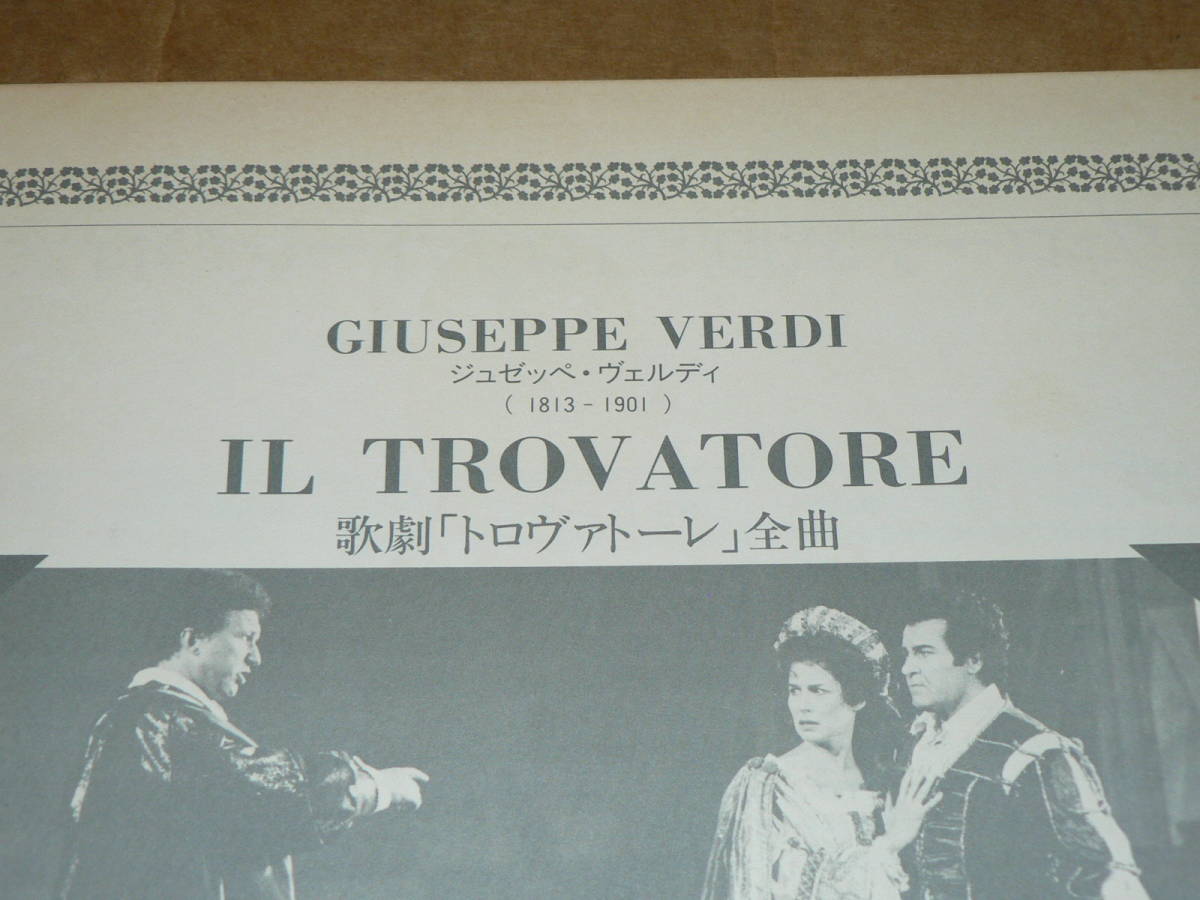 GIUSEPPE VERDI
ジュゼッペ・ヴェルディ
( 1813 - 1901 )
IL TROVATORE
歌劇「トロヴァトーレ」全曲